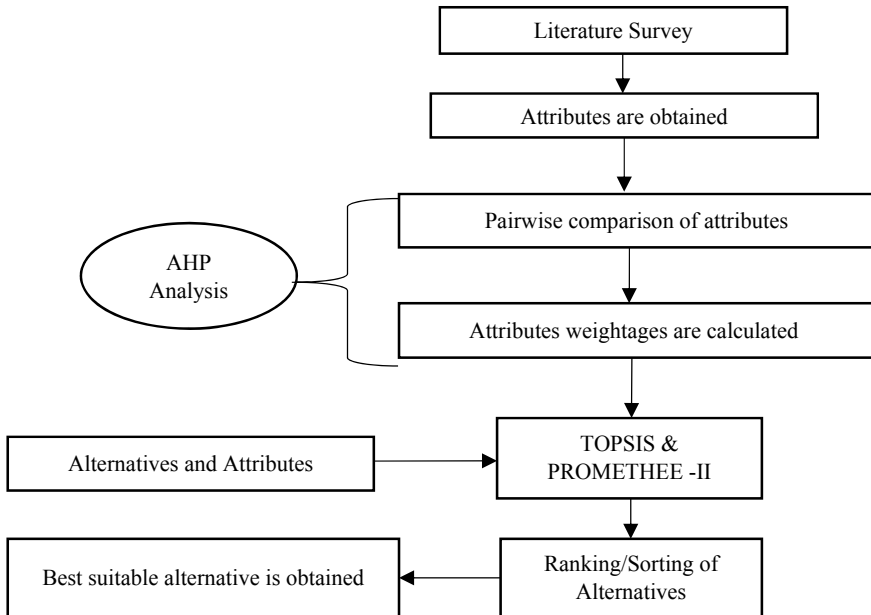 Literature Survey
Attributes are obtained
Pairwise comparison of attributes
AHP
Analysis
Attributes weightages are calculated
TOPSIS &
PROMETHEE -II
Alternatives and Attributes
Ranking/Sorting of
Alternatives
Best suitable alternative is obtained